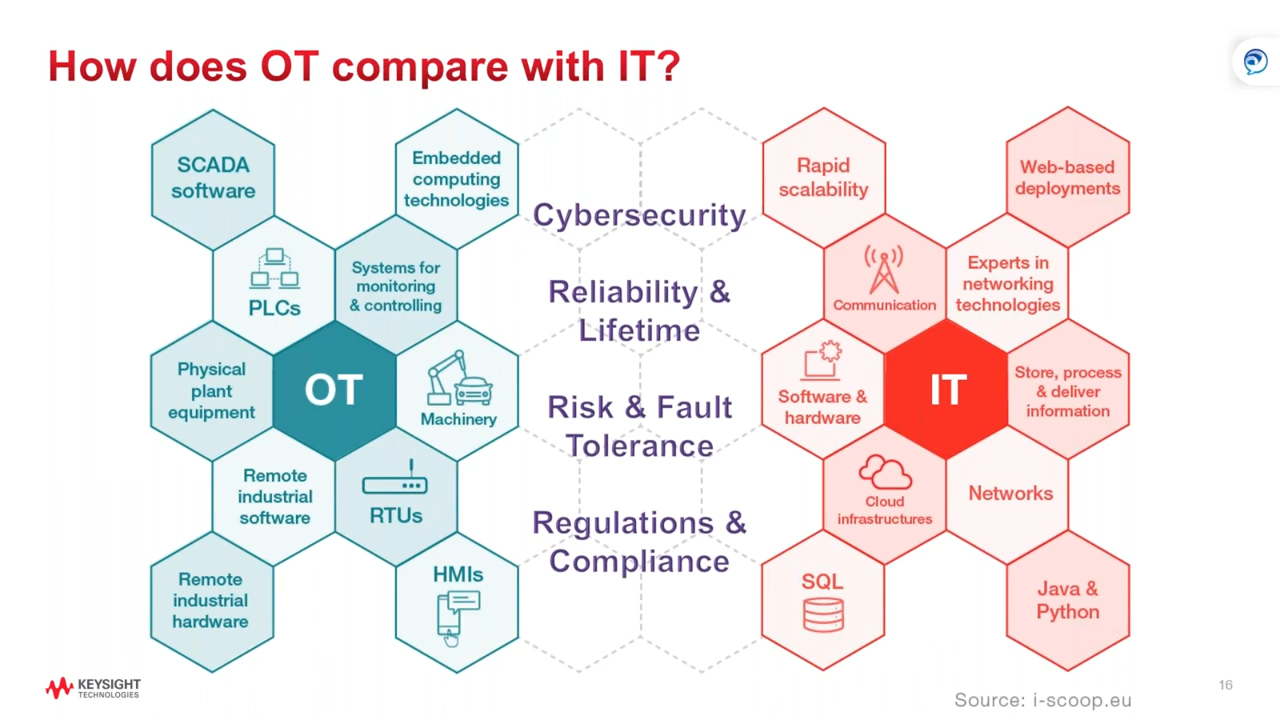 How does OT compare with IT?
SCADA
software
Embedded
computing
technologies
PLCs
Systems for
monitoring
& controlling
Physical
plant
equipment
OT
Machinery
Remote
industrial
software
RTUs
Remote
industrial
hardware
HMIs
Cybersecurity
Reliability &
Lifetime
Risk & Fault
Tolerance
Regulations &
Compliance
Rapid
scalability
Web-based
deployments
Communication
Experts in
networking
technologies
Software &
hardware
IT
Store, process
& deliver
information
Cloud
infrastructures
Networks
SQL
Java &
Python
KEYSIGHT
TECHNOLOGIES
Source: i-scoop.eu
16